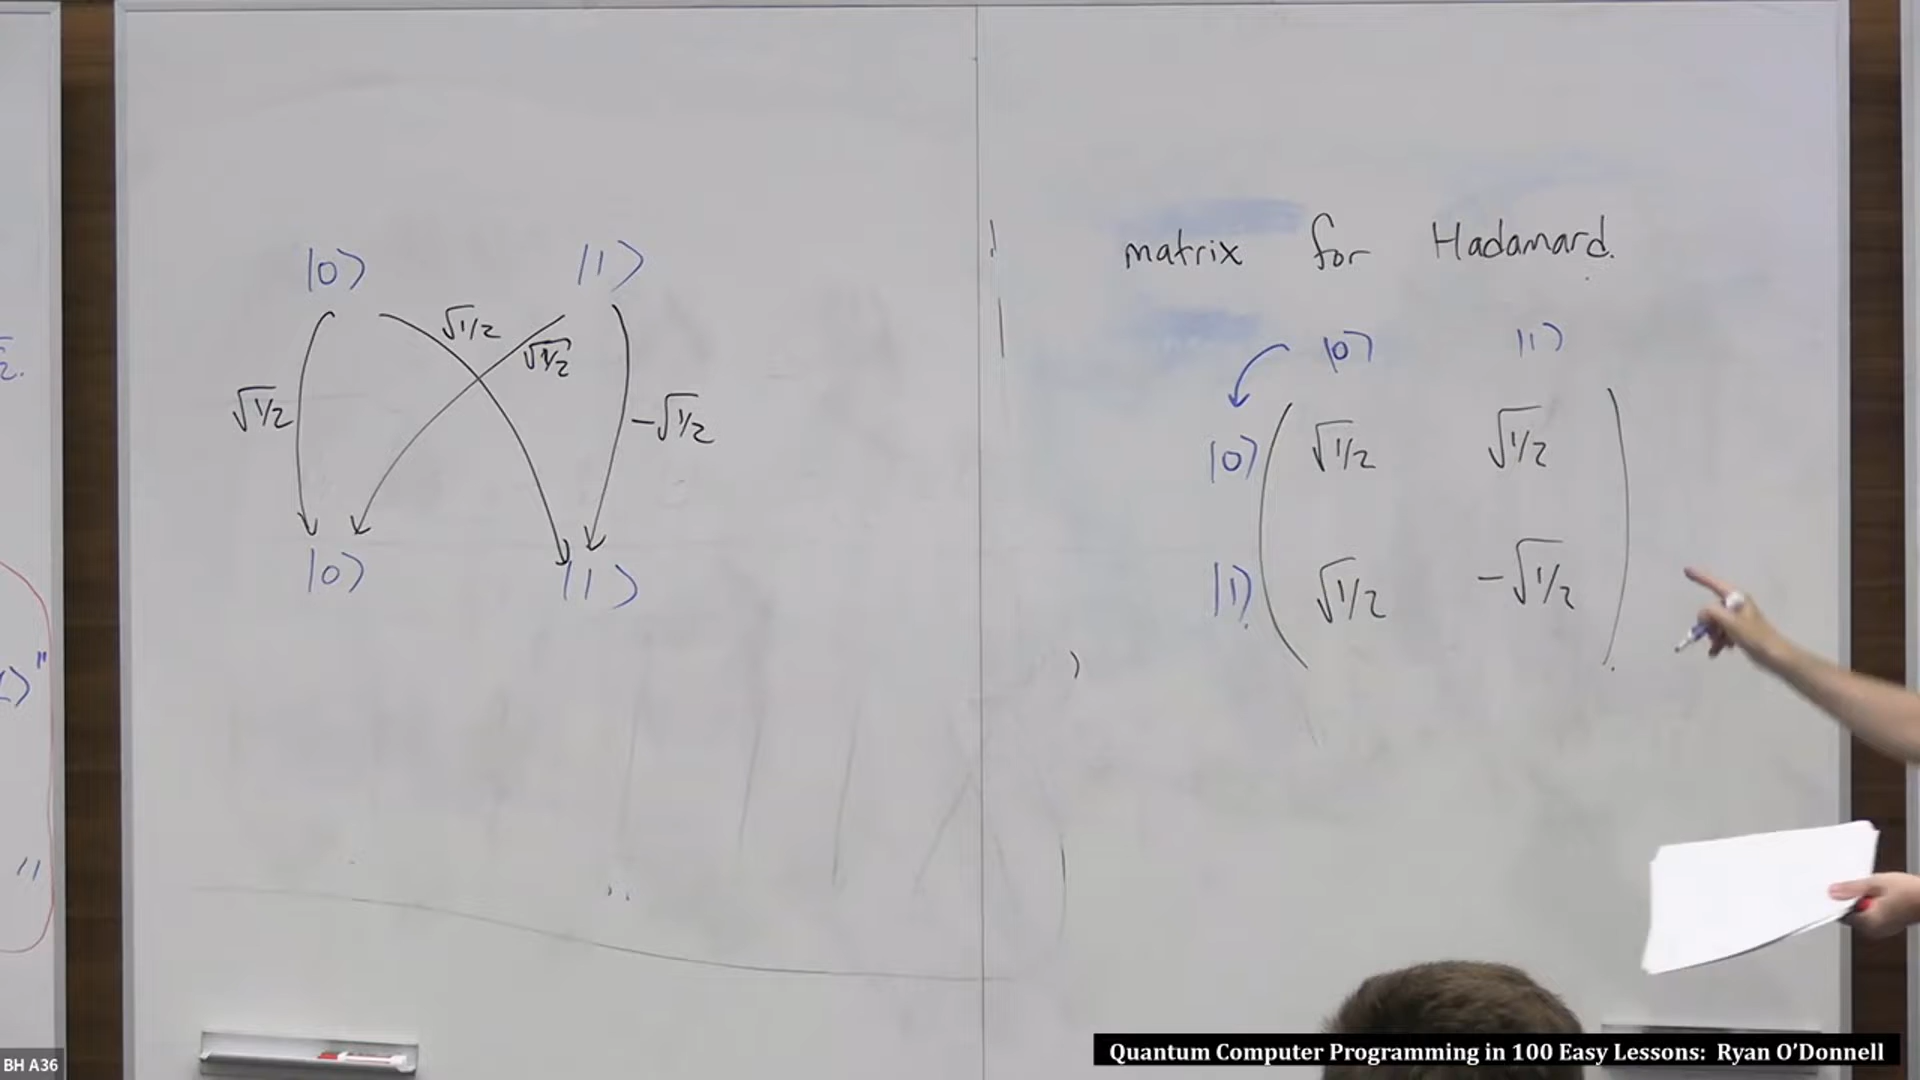 |0⟩ |1⟩
√1/2 √1/2
√1/2 -√1/2
|0⟩ |1⟩
matrix for Hadamard.
|0⟩ |1⟩
|0⟩ √1/2 √1/2
|1⟩ √1/2 -√1/2
BH A36
Quantum Computer Programming in 100 Easy Lessons: Ryan O'Donnell